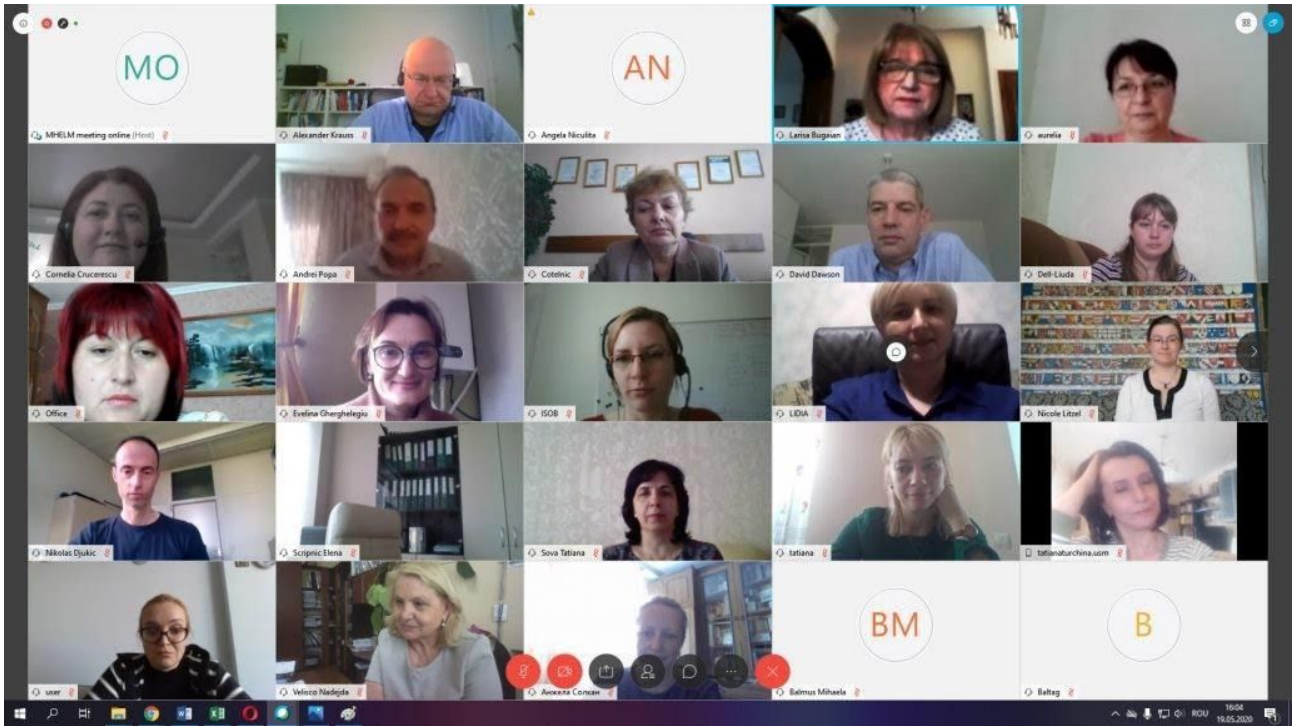 MO
AN
MHELM meeting online (Host)
Alexander Krauss
Angela Niculita
Larisa Bugaian
aurelia
Cornelia Crucerescu
Andrei Popa
Cotelnic
David Dawson
Dell-Liuda
Office
Evelina Gherghelegiu
ISOB
LIDIA
Nicole Litzel
Nikolas Djukic
Scripnic Elena
Sova Tatiana
tatiana
tatianaturchina.usm
BM
B
user
Velisco Nadejda
Анжела Солкан
Balmus Mihaela
Baltag
ROU
16:04
19.05.2020